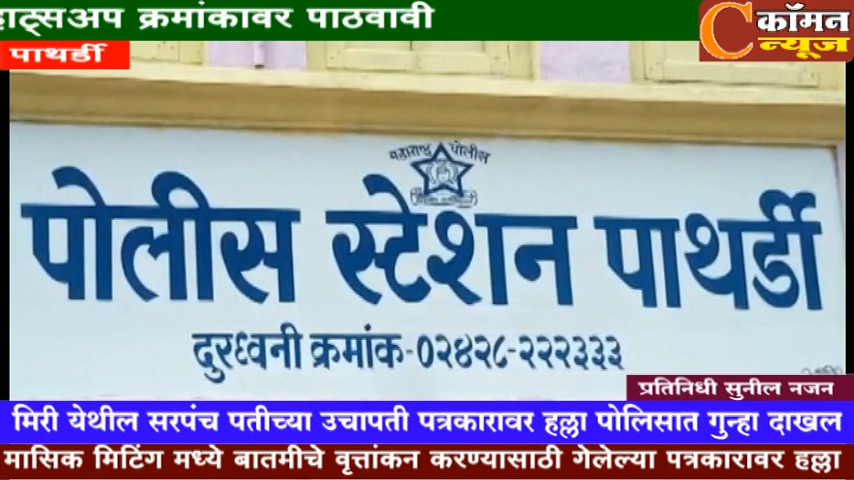 व्हाट्सअप क्रमांकावर पाठवावी
कॉमन
न्यूज
पाथर्डी
महाराष्ट्र पोलीस
पोलीस स्टेशन पाथर्डी
दुरध्वनी क्रमांक-०२४२८-२२२३३३
प्रतिनिधी सुनील नजन
मिरी येथील सरपंच पतीच्या उचापती पत्रकारावर हल्ला पोलिसात गुन्हा दाखल
मासिक मिटिंग मध्ये बातमीचे वृत्तांकन करण्यासाठी गेलेल्या पत्रकारावर हल्ला